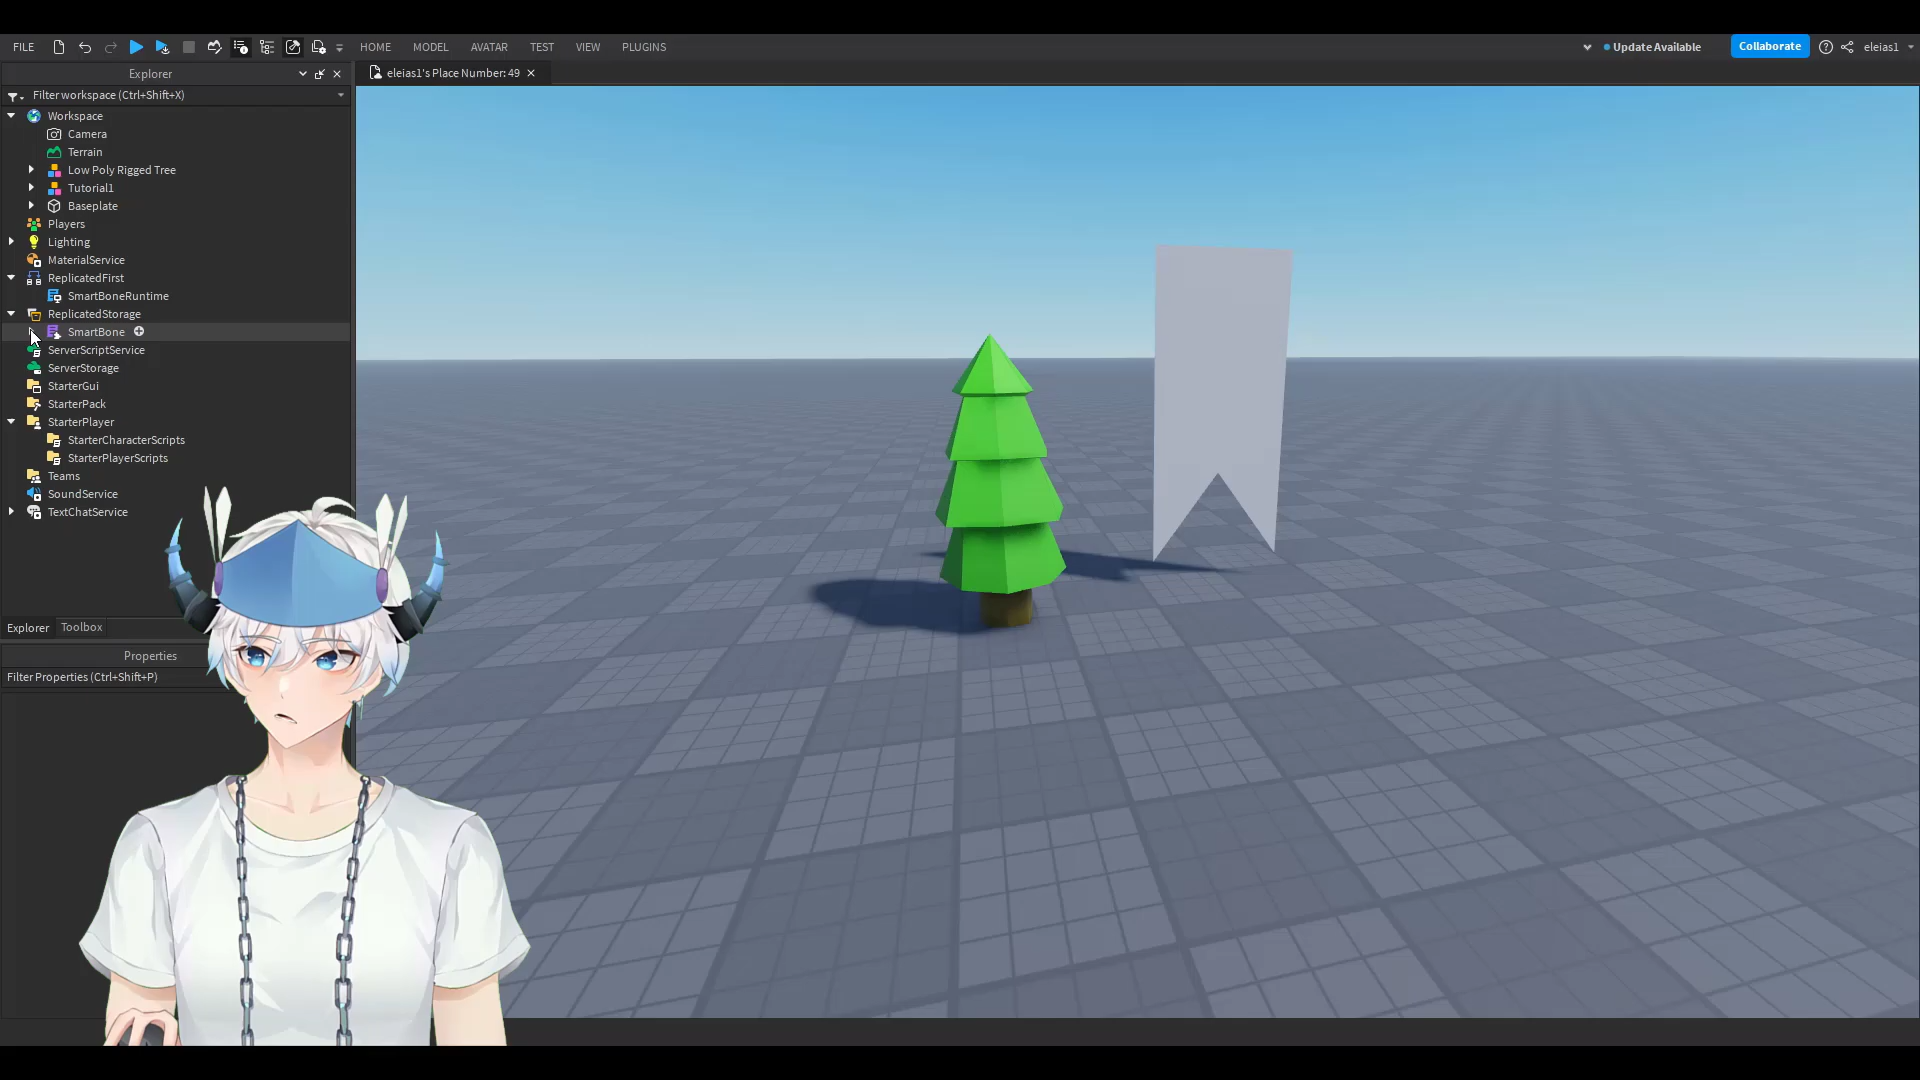 FILE
HOME
MODEL
AVATAR
TEST
VIEW
PLUGINS
Update Available
Collaborate
eleias1
Explorer
eleias1's Place Number: 49
Filter workspace (Ctrl+Shift+X)
Workspace
Camera
Terrain
Low Poly Rigged Tree
Tutorial1
Baseplate
Players
Lighting
MaterialService
ReplicatedFirst
SmartBoneRuntime
ReplicatedStorage
SmartBone
ServerScriptService
ServerStorage
StarterGui
StarterPack
StarterPlayer
StarterCharacterScripts
StarterPlayerScripts
Teams
SoundService
TextChatService
Explorer
Toolbox
Properties
Filter Properties (Ctrl+Shift+P)